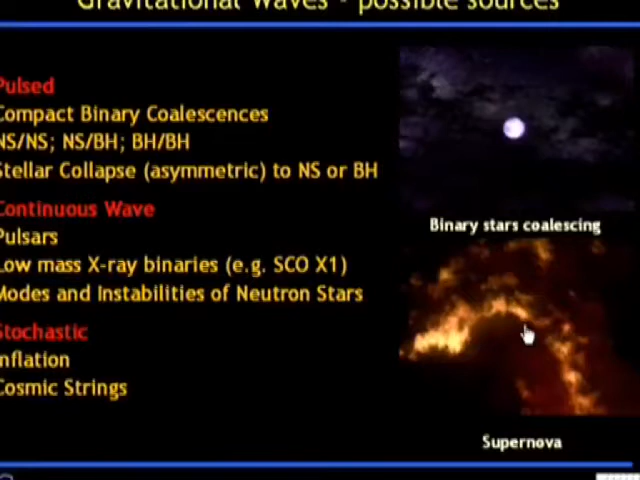 Gravitational Waves - possible sources
Pulsed
Compact Binary Coalescences
NS/NS; NS/BH; BH/BH
Stellar Collapse (asymmetric) to NS or BH
Continuous Wave
Pulsars
Low mass X-ray binaries (e.g. SCO X1)
Modes and Instabilities of Neutron Stars
Stochastic
Inflation
Cosmic Strings
Binary stars coalescing
Supernova